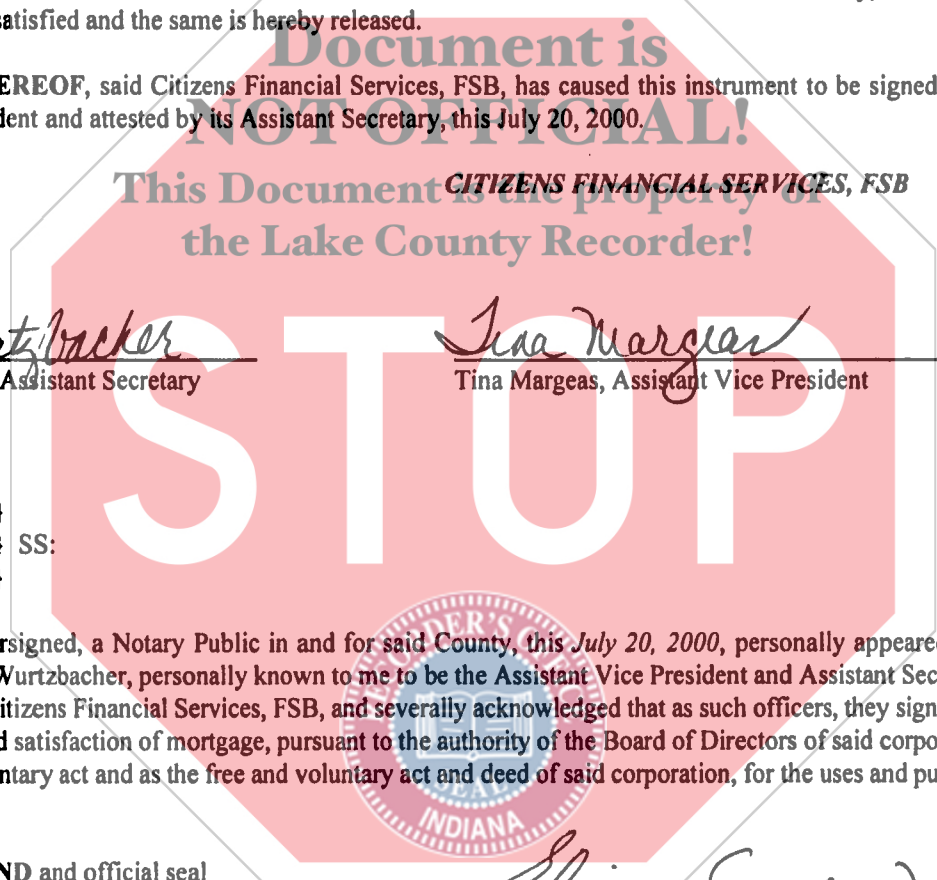 satisfied and the same is hereby released.
Document is
EREOF, said Citizens Financial Services, FSB, has caused this instrument to be signed
dent and attested by its Assistant Secretary, this July 20, 2000.
NOT OFFICIAL!
CITIZENS FINANCIAL SERVICES, FSB
This Document is the property of
the Lake County Recorder!
STOP
tzbacher
Tina Margeas
Assistant Secretary
Tina Margeas, Assistant Vice President
SS:
rsigned, a Notary Public in and for said County, this July 20, 2000, personally appeare
Wurtzbacher, personally known to me to be the Assistant Vice President and Assistant Sec
itizens Financial Services, FSB, and severally acknowledged that as such officers, they sign
d satisfaction of mortgage, pursuant to the authority of the Board of Directors of said corpo
ntary act and as the free and voluntary act and deed of said corporation, for the uses and pu
RECORDER'S OFFICE
SEAL
INDIANA
ND and official seal